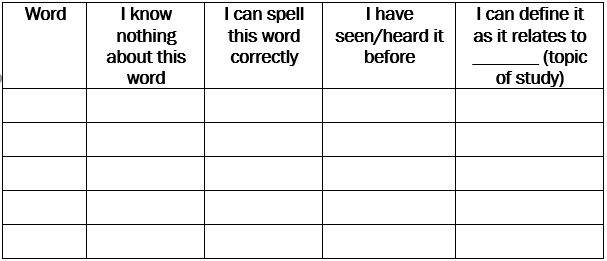 Word
I know
nothing
about this
word
I can spell
this word
correctly
I have
seen/heard it
before
I can define it
as it relates to
_______ (topic
of study)